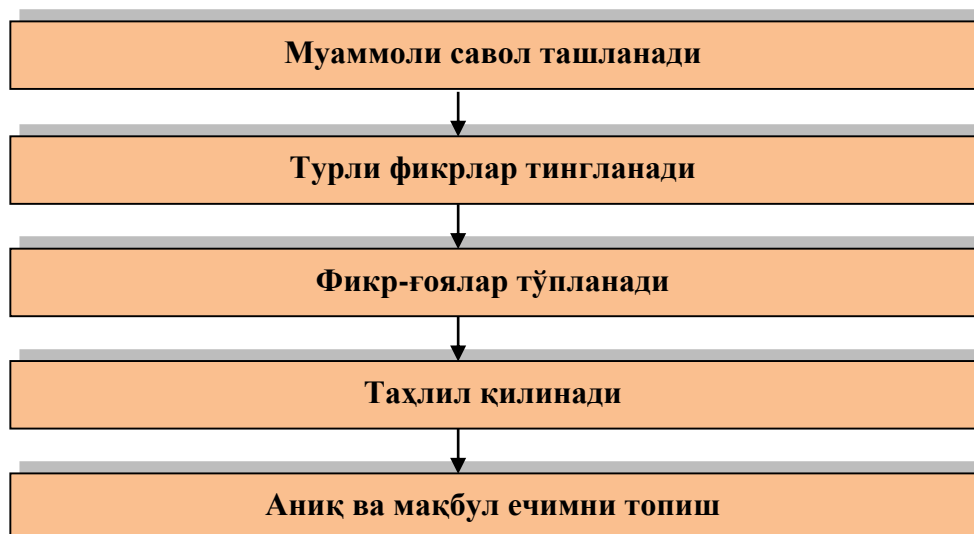 Муаммоли савол ташланади
Турли фикрлар тингланади
Фикр-ғоялар тўпланади
Таҳлил қилинади
Аниқ ва мақбул ечимни топиш